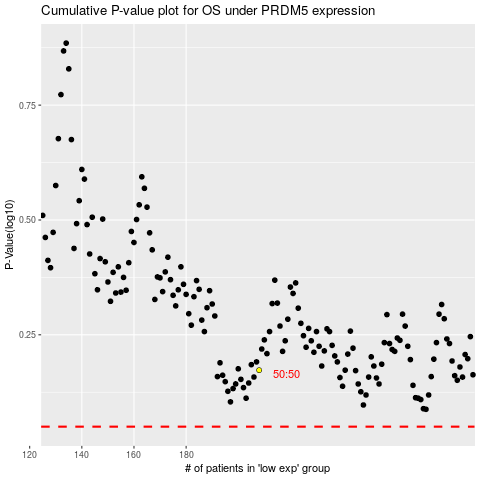 Cumulative P-value plot for OS under PRDM5 expression
P-Value(log10)
0.75
0.50
0.25
50:50
120 140 160 180
# of patients in 'low exp' group